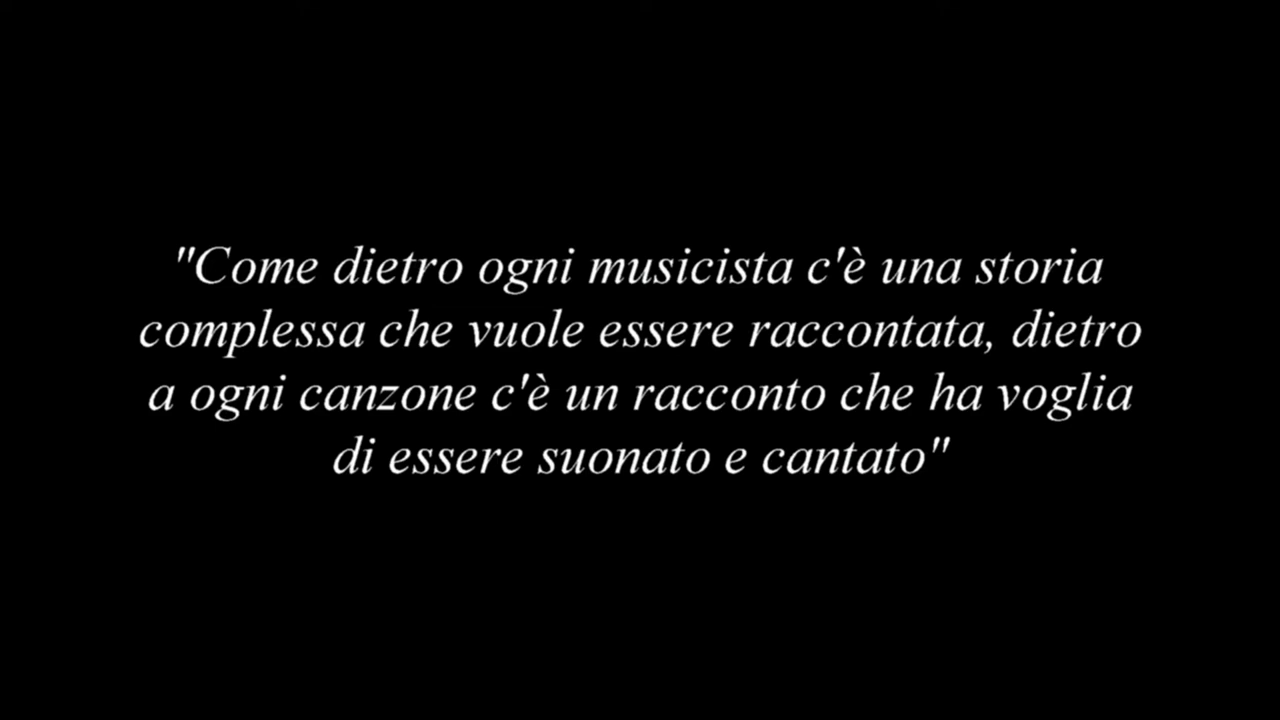 "Come dietro ogni musicista c'è una storia
complessa che vuole essere raccontata, dietro
a ogni canzone c'è un racconto che ha voglia
di essere suonato e cantato"